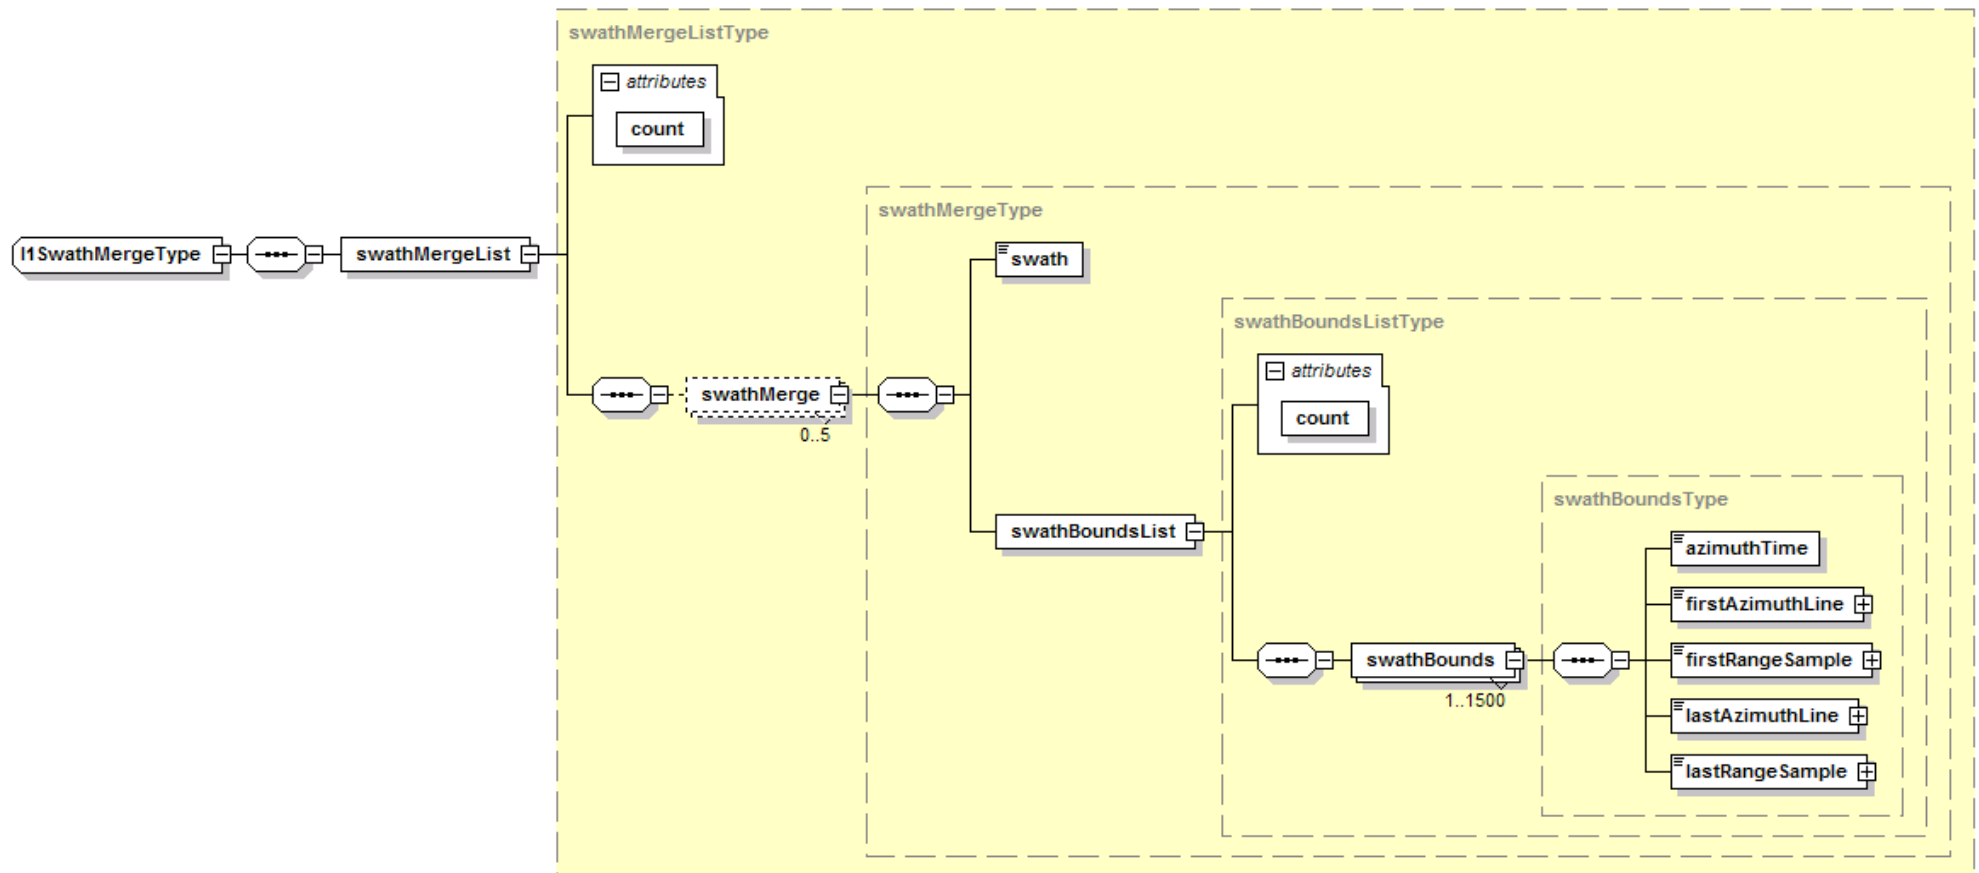 swathMergeListType
attributes
count
l1SwathMergeType
swathMergeList
swathMergeType
swath
swathMerge
0..5
swathBoundsListType
attributes
count
swathBoundsList
swathBoundsType
azimuthTime
firstAzimuthLine
swathBounds
1..1500
firstRangeSample
lastAzimuthLine
lastRangeSample